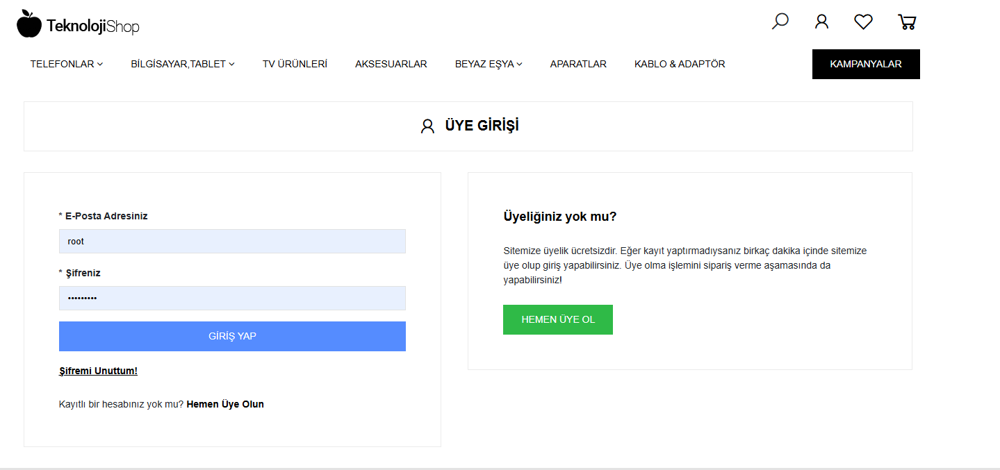 TeknolojiShop
TELEFONLAR
BİLGİSAYAR,TABLET
TV ÜRÜNLERİ
AKSESUARLAR
BEYAZ EŞYA
APARATLAR
KABLO & ADAPTÖR
KAMPANYALAR
ÜYE GİRİŞİ
* E-Posta Adresiniz
root
* Şifreniz
•••••••••
GİRİŞ YAP
Şifremi Unuttum!
Kayıtlı bir hesabınız yok mu? Hemen Üye Olun
Üyeliğiniz yok mu?
Sitemize üyelik ücretsizdir. Eğer kayıt yaptırmadıysanız birkaç dakika içinde sitemize
üye olup giriş yapabilirsiniz. Üye olma işlemini sipariş verme aşamasında da
yapabilirsiniz!
HEMEN ÜYE OL